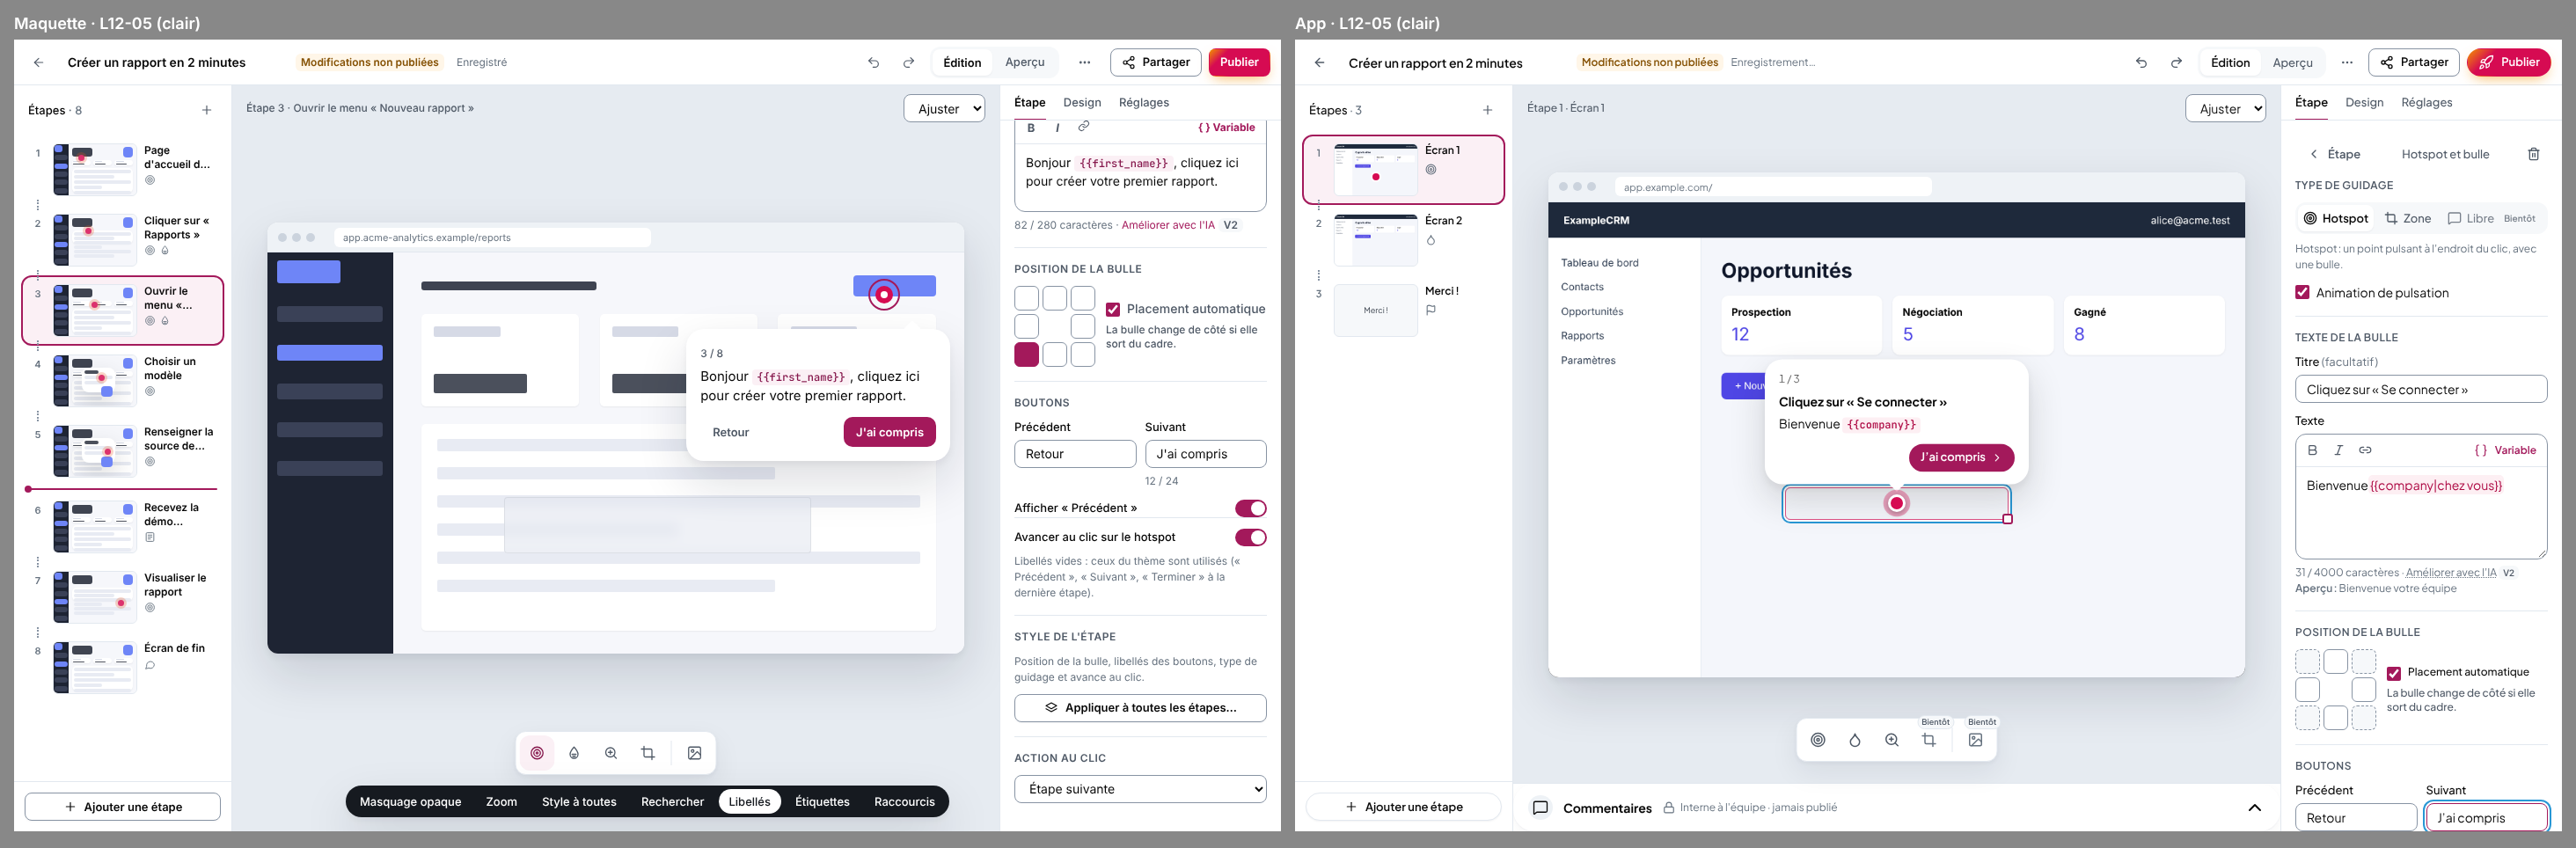 Maquette · L12-05 (clair)
Créer un rapport en 2 minutes
Modifications non publiées
Enregistré
Édition
Aperçu
Partager
Publier
Étapes · 8
1
Page
d'accueil d…
2
Cliquer sur «
Rapports »
3
Ouvrir le
menu «…
4
Choisir un
modèle
5
Renseigner la
source de…
6
Recevez la
démo…
7
Visualiser le
rapport
8
Écran de fin
Ajouter une étape
Étape 3 · Ouvrir le menu « Nouveau rapport »
Ajuster
app.acme-analytics.example/reports
3 / 8
Bonjour {{first_name}}, cliquez ici
pour créer votre premier rapport.
Retour
J'ai compris
Masquage opaque
Zoom
Style à toutes
Rechercher
Libellés
Étiquettes
Raccourcis
Étape
Design
Réglages
B
I
{ } Variable
Bonjour {{first_name}}, cliquez ici
pour créer votre premier rapport.
82 / 280 caractères · Améliorer avec l'IA V2
POSITION DE LA BULLE
Placement automatique
La bulle change de côté si elle
sort du cadre.
BOUTONS
Précédent
Suivant
Retour
J'ai compris
12 / 24
Afficher « Précédent »
Avancer au clic sur le hotspot
Libellés vides : ceux du thème sont utilisés («
Précédent », « Suivant », « Terminer » à la
dernière étape).
STYLE DE L'ÉTAPE
Position de la bulle, libellés des boutons, type de
guidage et avance au clic.
Appliquer à toutes les étapes…
ACTION AU CLIC
Étape suivante
App · L12-05 (clair)
Créer un rapport en 2 minutes
Modifications non publiées
Enregistrement…
Édition
Aperçu
Partager
Publier
Étapes · 3
1
Écran 1
2
Écran 2
3
Merci !
Merci !
Ajouter une étape
Étape 1 · Écran 1
Ajuster
app.example.com/
ExampleCRM
alice@acme.test
Tableau de bord
Contacts
Opportunités
Rapports
Paramètres
Opportunités
Prospection
12
Négociation
5
Gagné
8
+ Nouv
1 / 3
Cliquez sur « Se connecter »
Bienvenue {{company}}
J'ai compris
Bientôt
Bientôt
Commentaires
Interne à l'équipe · jamais publié
Étape
Design
Réglages
Étape
Hotspot et bulle
TYPE DE GUIDAGE
Hotspot
Zone
Libre
Bientôt
Hotspot : un point pulsant à l'endroit du clic, avec
une bulle.
Animation de pulsation
TEXTE DE LA BULLE
Titre (facultatif)
Cliquez sur « Se connecter »
Texte
B
I
{ } Variable
Bienvenue {{company|chez vous}}
31 / 4000 caractères · Améliorer avec l'IA V2
Aperçu : Bienvenue votre équipe
POSITION DE LA BULLE
Placement automatique
La bulle change de côté si elle
sort du cadre.
BOUTONS
Précédent
Suivant
Retour
J'ai compris